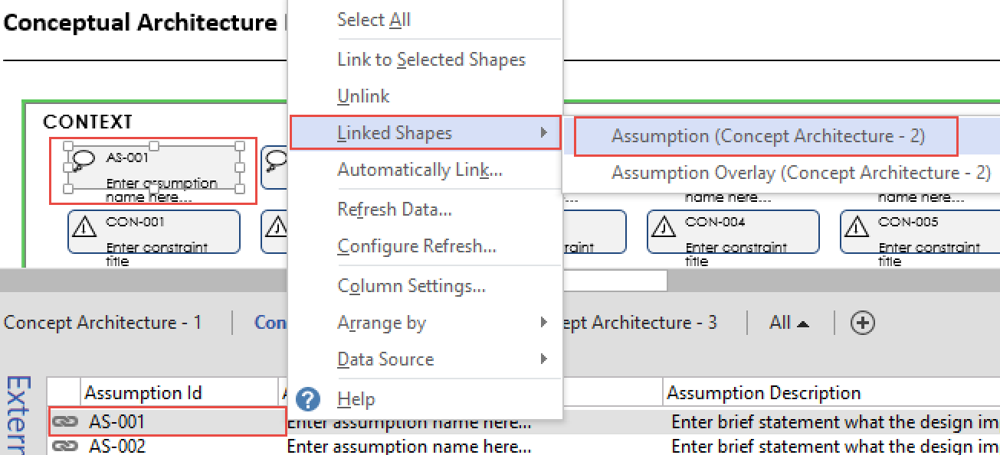 Conceptual Architecture
Select All
Link to Selected Shapes
Unlink
Linked Shapes
Automatically Link...
Refresh Data...
Configure Refresh...
Column Settings...
Arrange by
Data Source
Help
Assumption (Concept Architecture - 2)
Assumption Overlay (Concept Architecture - 2)
CONTEXT
AS-001
Enter assumption
name here...
...
name here...
name here...
CON-001
Enter constraint
title
CON-004
Enter constraint
title
CON-005
Enter constraint
title
Concept Architecture - 1
Con
ept Architecture - 3
All
Extern
Assumption Id
Assumption Description
AS-001
Enter assumption name here...
Enter brief statement what the design im
AS-002
Enter assumption name here...
Enter brief statement what the design im